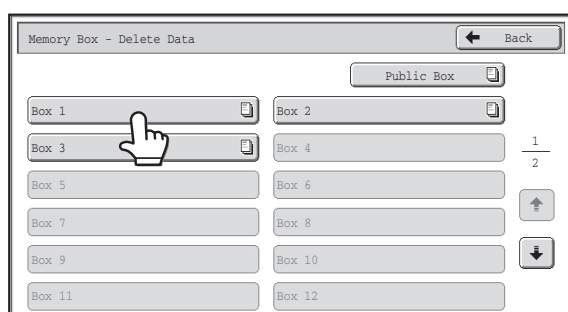 Memory Box - Delete Data
Back
Public Box
Box 1
Box 2
Box 3
Box 4
1
2
Box 5
Box 6
Box 7
Box 8
Box 9
Box 10
Box 11
Box 12